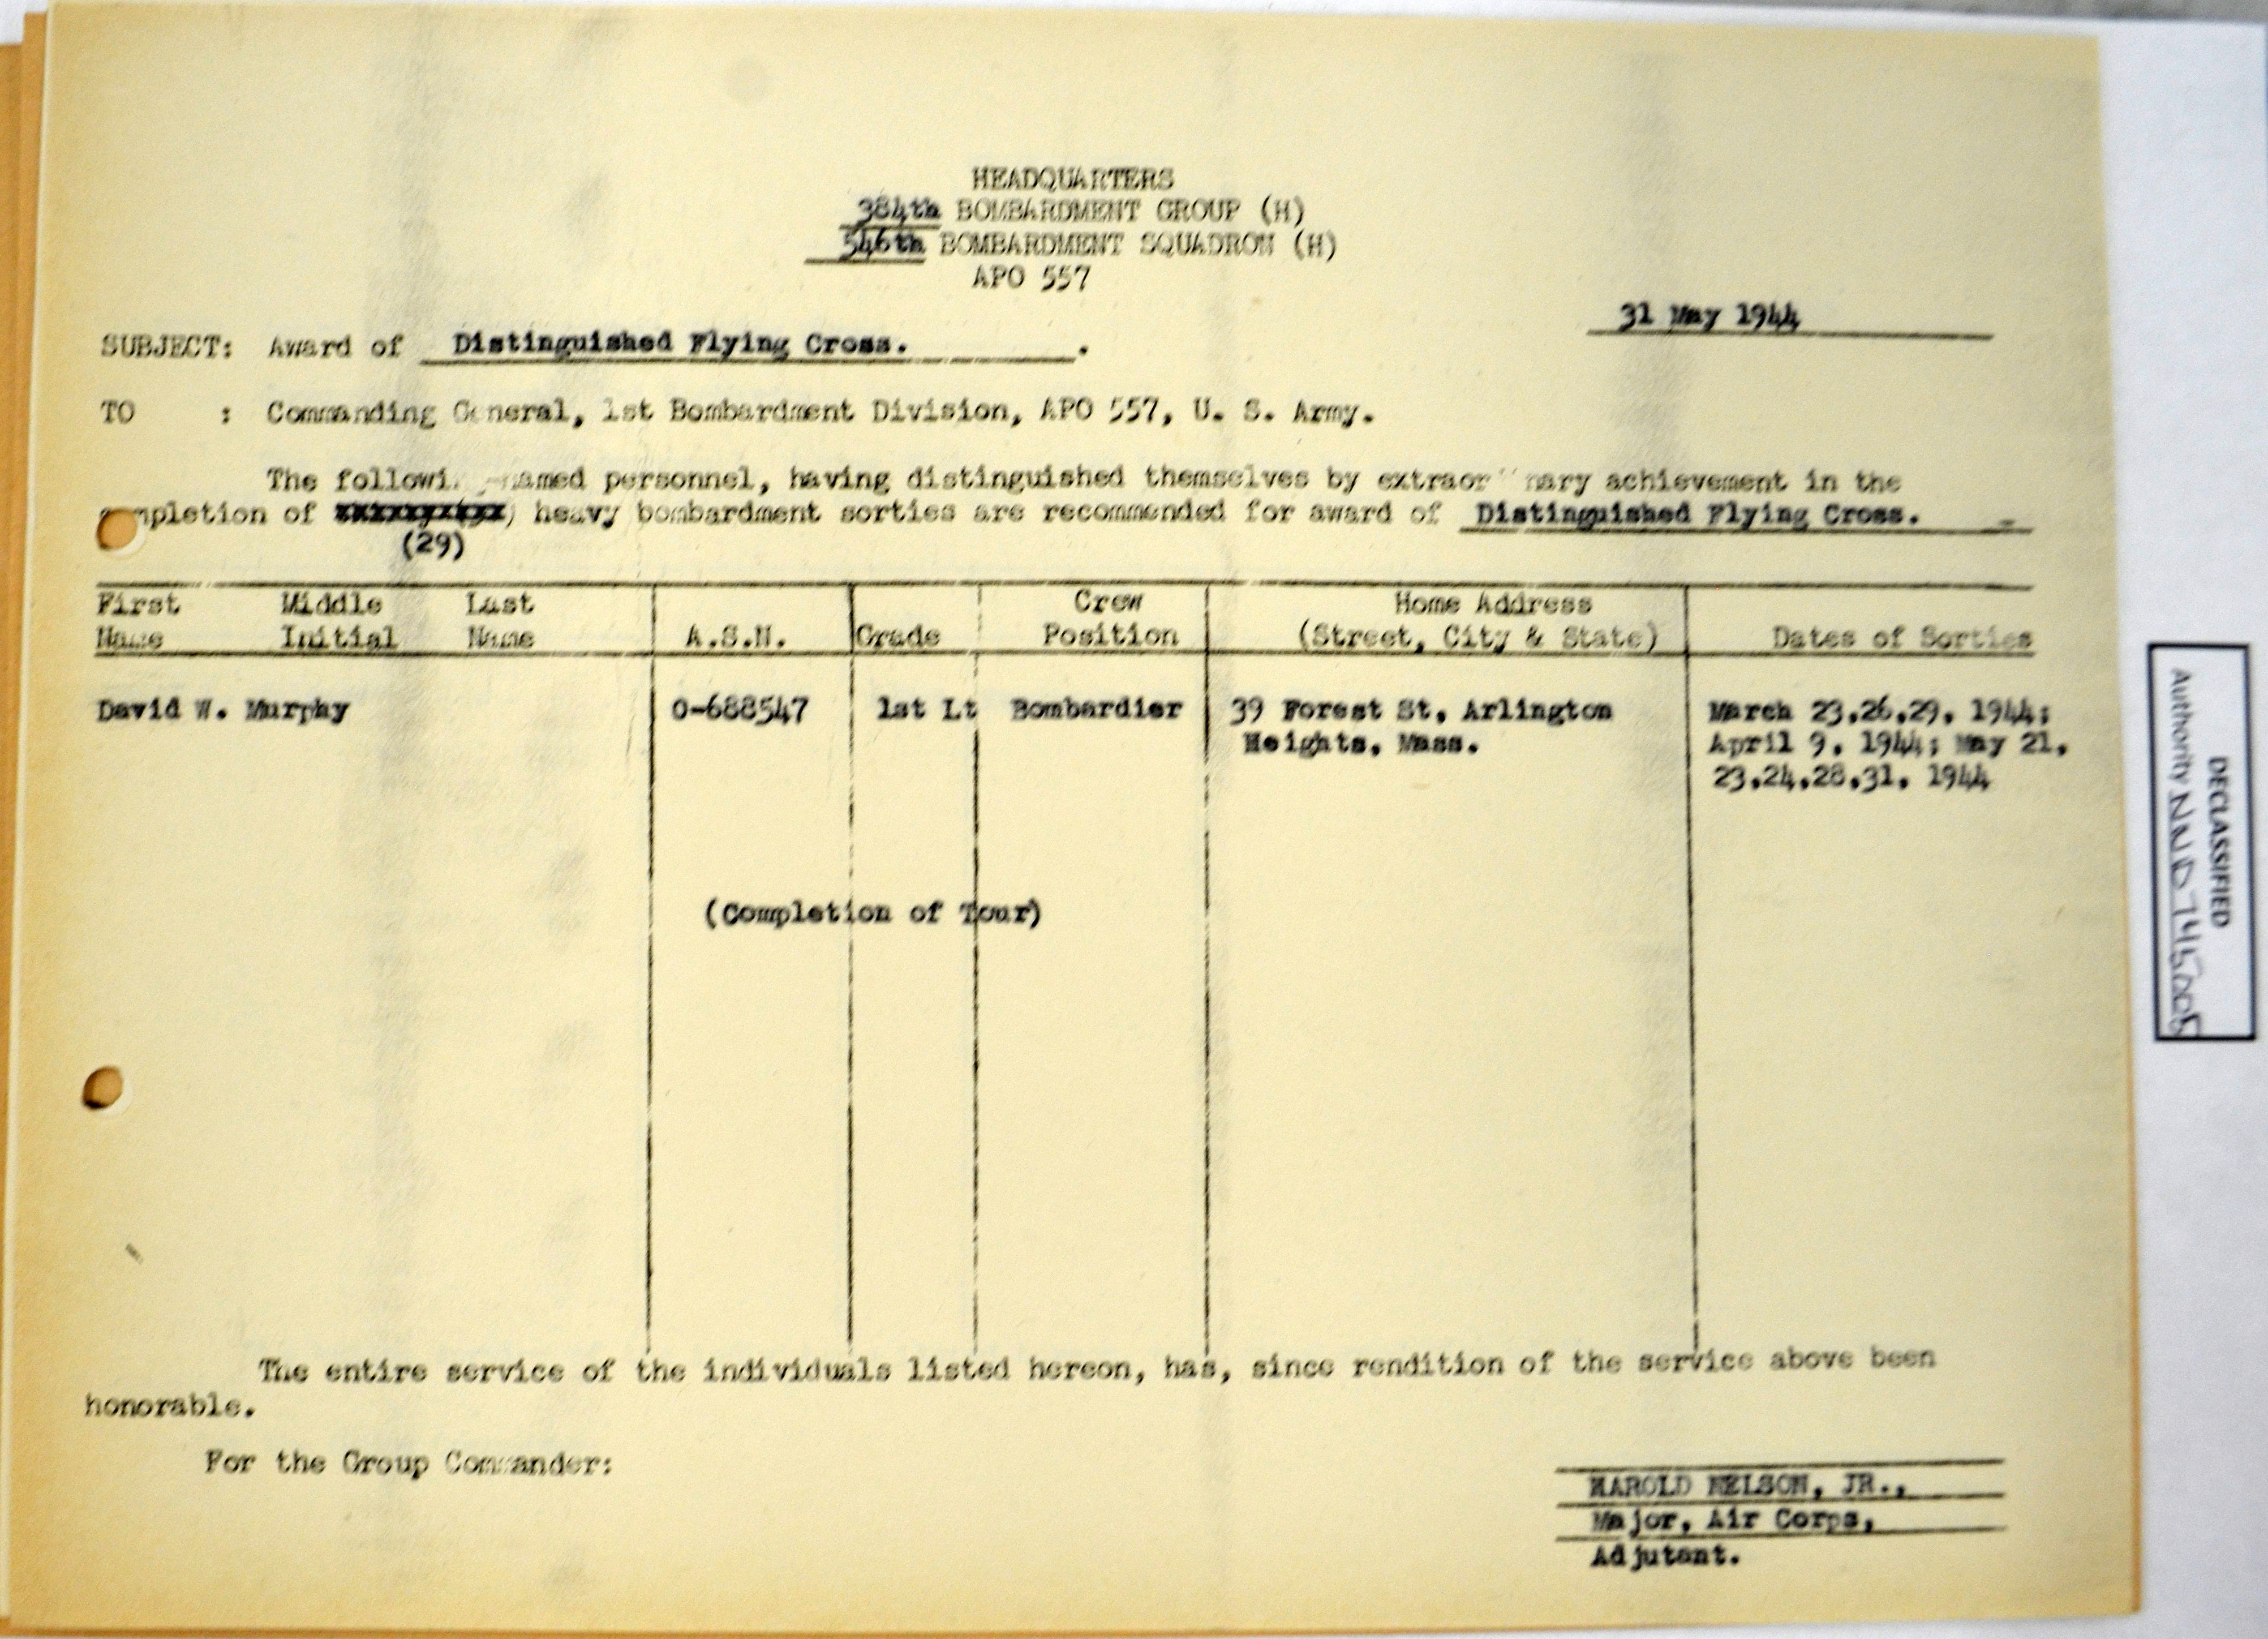 HEADQUARTERS
384th BOMBARDMENT GROUP (H)
546th BOMBARDMENT SQUADRON (H)
APO 557
31 May 1944
SUBJECT: Award of Distinguished Flying Cross. .
TO : Commanding General, 1st Bombardment Division, APO 557, U. S. Army.
The followi -named personnel, having distinguished themselves by extraor nary achievement in the
mpletion of heavy bombardment sorties are recommended for award of Distinguished Flying Cross.
(29)
First Middle Last Crew Home Address
Name Initial Name A.S.N. Grade Position (Street, City & State) Dates of Sorties
David W. Murphy 0-688547 1st Lt Bombardier 39 Forest St, Arlington March 23,26,29, 1944;
Heights, Mass. April 9, 1944; May 21,
23,24,28,31, 1944
(Completion of Tour)
The entire service of the individuals listed hereon, has, since rendition of the service above been
honorable.
For the Group Commander:
HAROLD NELSON, JR.,
Major, Air Corps,
Adjutant.
DECLASSIFIED
Authority NND 745005